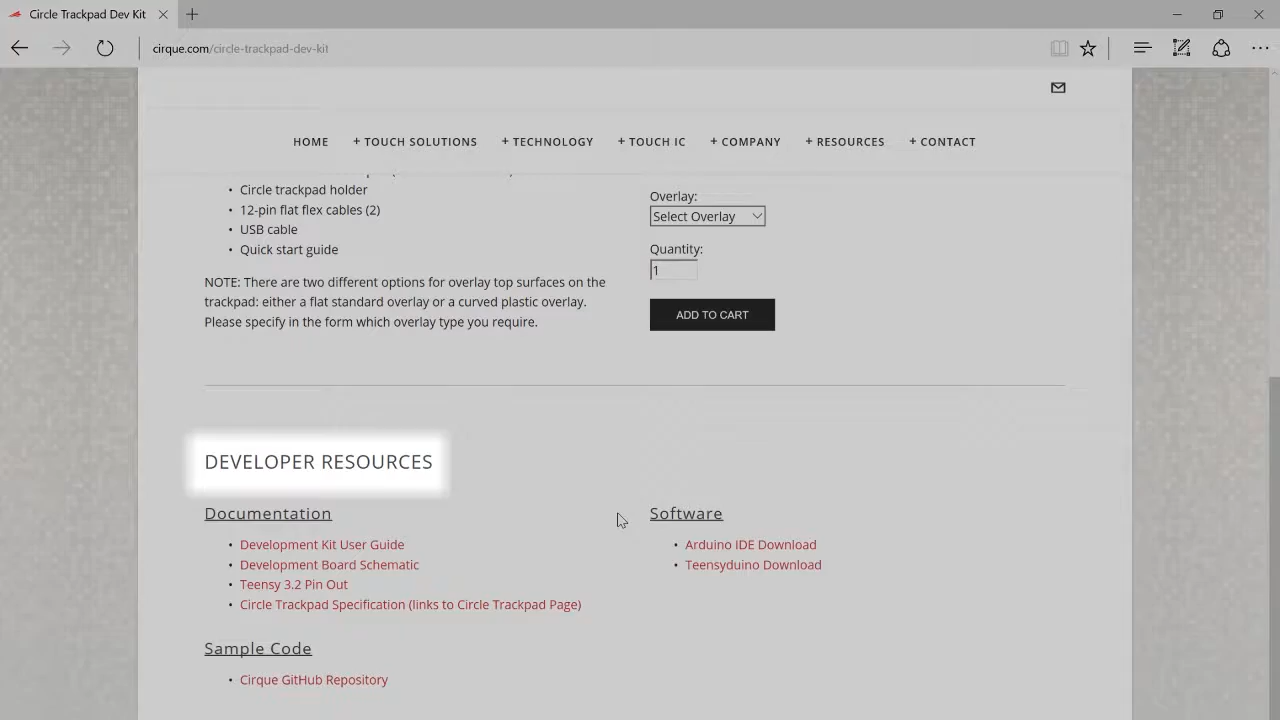 Circle Trackpad Dev Kit
cirque.com/circle-trackpad-dev-kit
HOME + TOUCH SOLUTIONS + TECHNOLOGY + TOUCH IC + COMPANY + RESOURCES + CONTACT
• Circle trackpad holder
• 12-pin flat flex cables (2)
• USB cable
• Quick start guide
NOTE: There are two different options for overlay top surfaces on the
trackpad: either a flat standard overlay or a curved plastic overlay.
Please specify in the form which overlay type you require.
Overlay:
Select Overlay
Quantity:
1
ADD TO CART
DEVELOPER RESOURCES
Documentation
• Development Kit User Guide
• Development Board Schematic
• Teensy 3.2 Pin Out
• Circle Trackpad Specification (links to Circle Trackpad Page)
Sample Code
• Cirque GitHub Repository
Software
• Arduino IDE Download
• Teensyduino Download